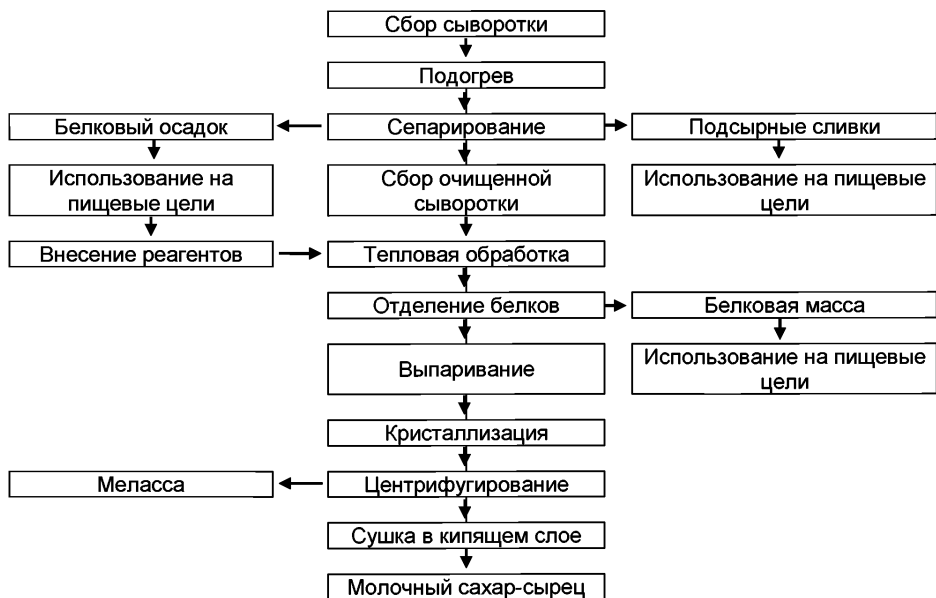 Сбор сыворотки
Подогрев
Белковый осадок
Сепарирование
Подсырные сливки
Использование на
пищевые цели
Сбор очищенной
сыворотки
Использование на пищевые
цели
Внесение реагентов
Тепловая обработка
Отделение белков
Белковая масса
Выпаривание
Использование на пищевые
цели
Кристаллизация
Меласса
Центрифугирование
Сушка в кипящем слое
Молочный сахар-сырец